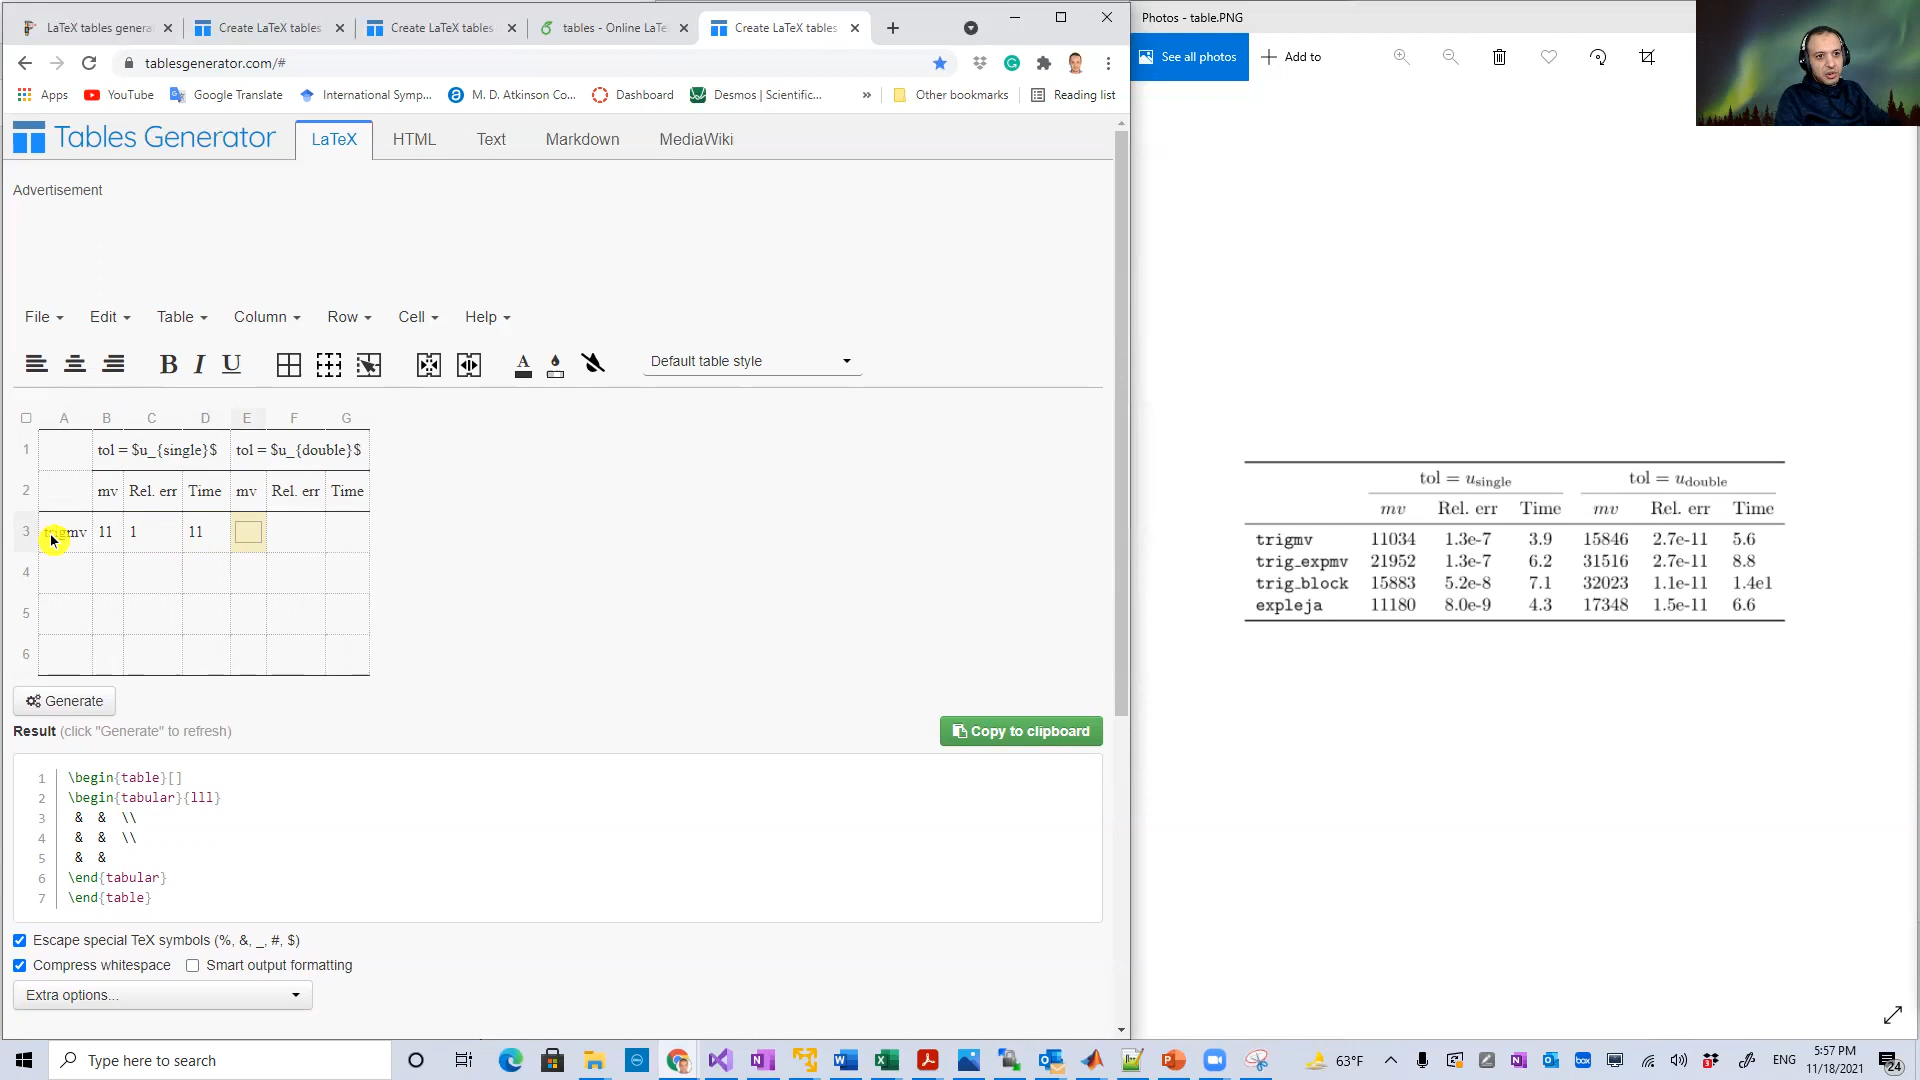 LaTeX tables genera
Create LaTeX tables
Create LaTeX tables
tables - Online LaTe
Create LaTeX tables
Photos - table.PNG
tablesgenerator.com/#
See all photos
Add to
Apps
YouTube
Google Translate
International Symp...
M. D. Atkinson Co...
Dashboard
Desmos | Scientific...
»
Other bookmarks
Reading list
Tables Generator
LaTeX
HTML
Text
Markdown
MediaWiki
Advertisement
File
Edit
Table
Column
Row
Cell
Help
B I U
A
Default table style
A B C D E F G
1 tol = $u_{single}$ tol = $u_{double}$
2 mv Rel. err Time mv Rel. err Time
3 trigmv 11 1 11
4
5
6
tol = u_single tol = u_double
mv Rel. err Time mv Rel. err Time
trigmv 11034 1.3e-7 3.9 15846 2.7e-11 5.6
trig_expmv 21952 1.3e-7 6.2 31516 2.7e-11 8.8
trig_block 15883 5.2e-8 7.1 32023 1.1e-11 1.4e1
expleja 11180 8.0e-9 4.3 17348 1.5e-11 6.6
Generate
Result (click "Generate" to refresh)
Copy to clipboard
1 \begin{table}[]
2 \begin{tabular}{lll}
3 & & \\
4 & & \\
5 & &
6 \end{tabular}
7 \end{table}
Escape special TeX symbols (%, &, _, #, $)
Compress whitespace
Smart output formatting
Extra options...
Type here to search
63°F
ENG
5:57 PM
11/18/2021
24